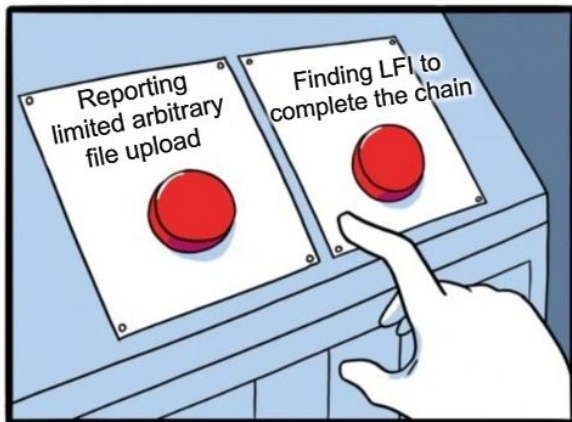 Reporting
limited arbitrary
file upload
Finding LFI to
complete the chain